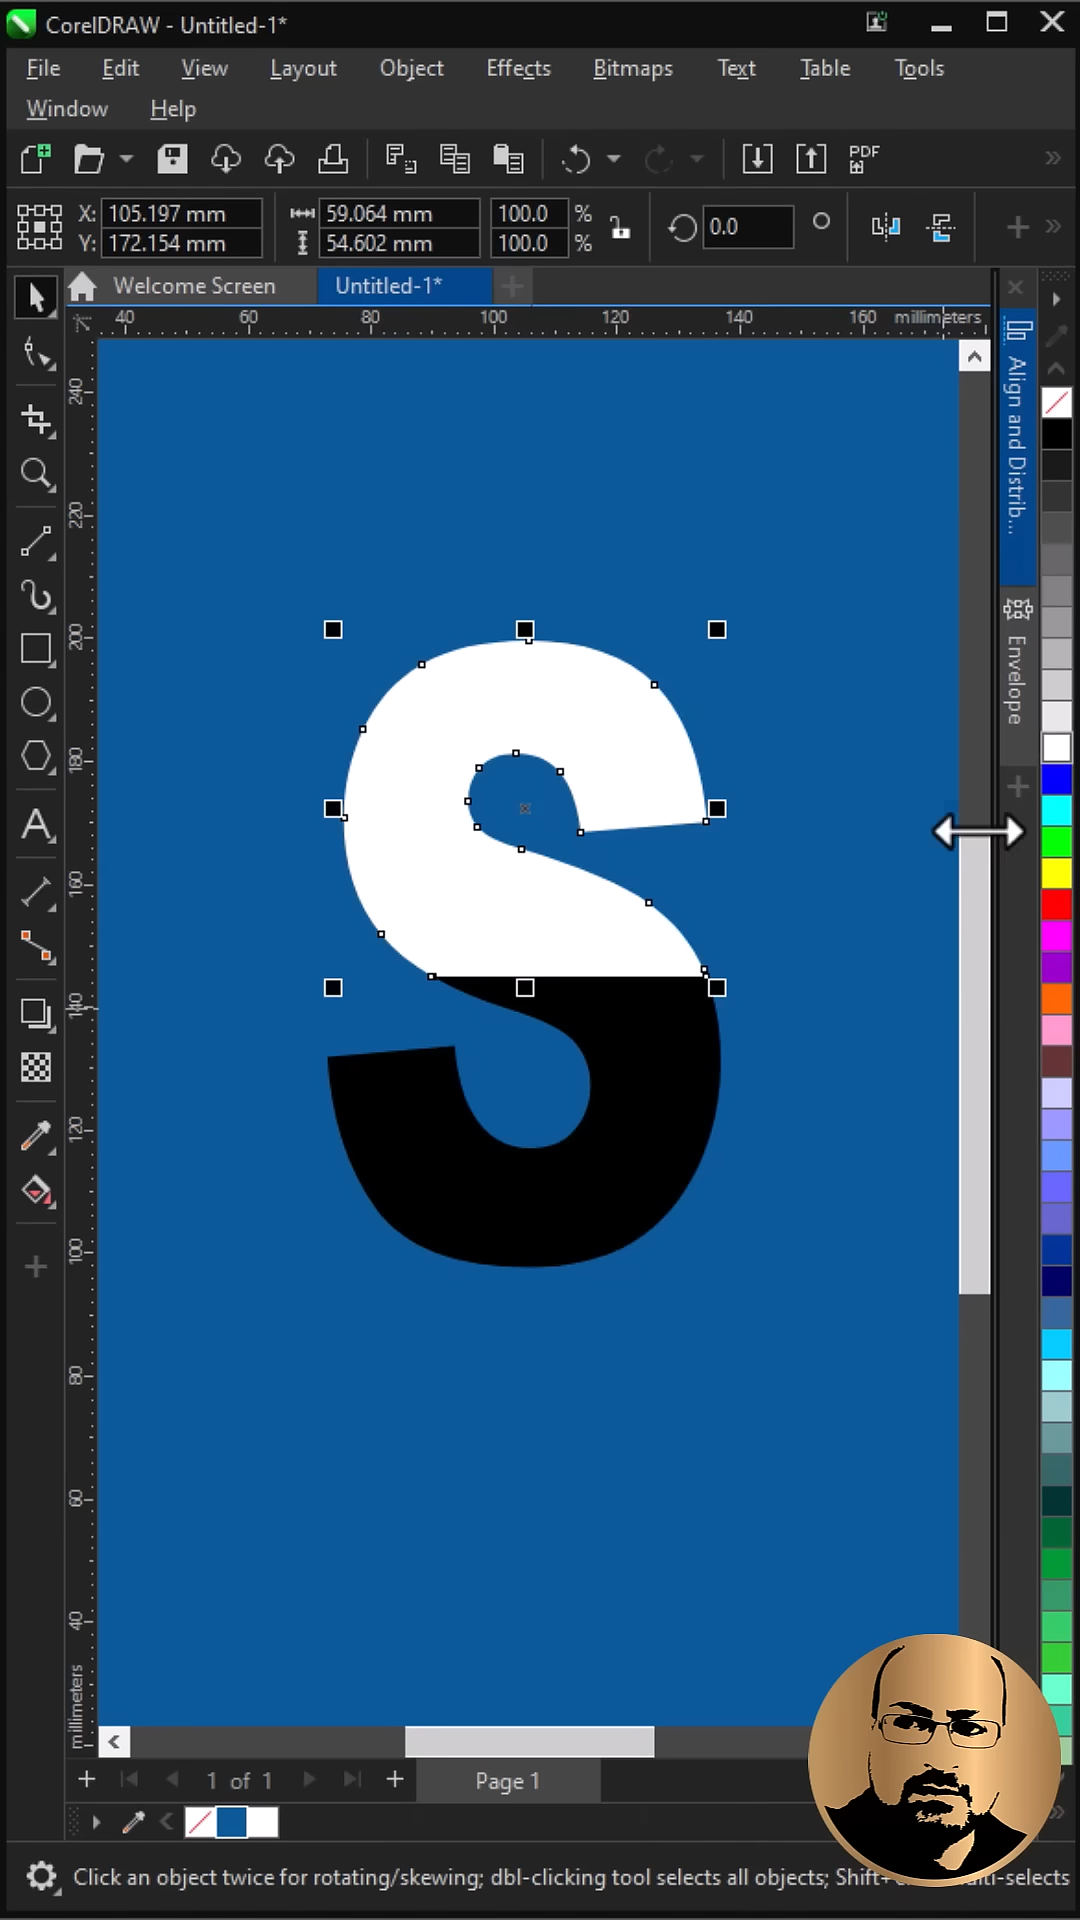 CorelDRAW - Untitled-1*
File Edit View Layout Object Effects Bitmaps Text Table Tools
Window Help
PDF
X: 105.197 mm 59.064 mm 100.0 %
Y: 172.154 mm 54.602 mm 100.0 %
0.0
Welcome Screen Untitled-1*
40 60 80 100 120 140 160 millimeters
240
220
200
180
160
140
120
100
80
60
40
millimeters
Align and Distrib...
Envelope
S
1 of 1 Page 1
Click an object twice for rotating/skewing; dbl-clicking tool selects all objects; Shift+